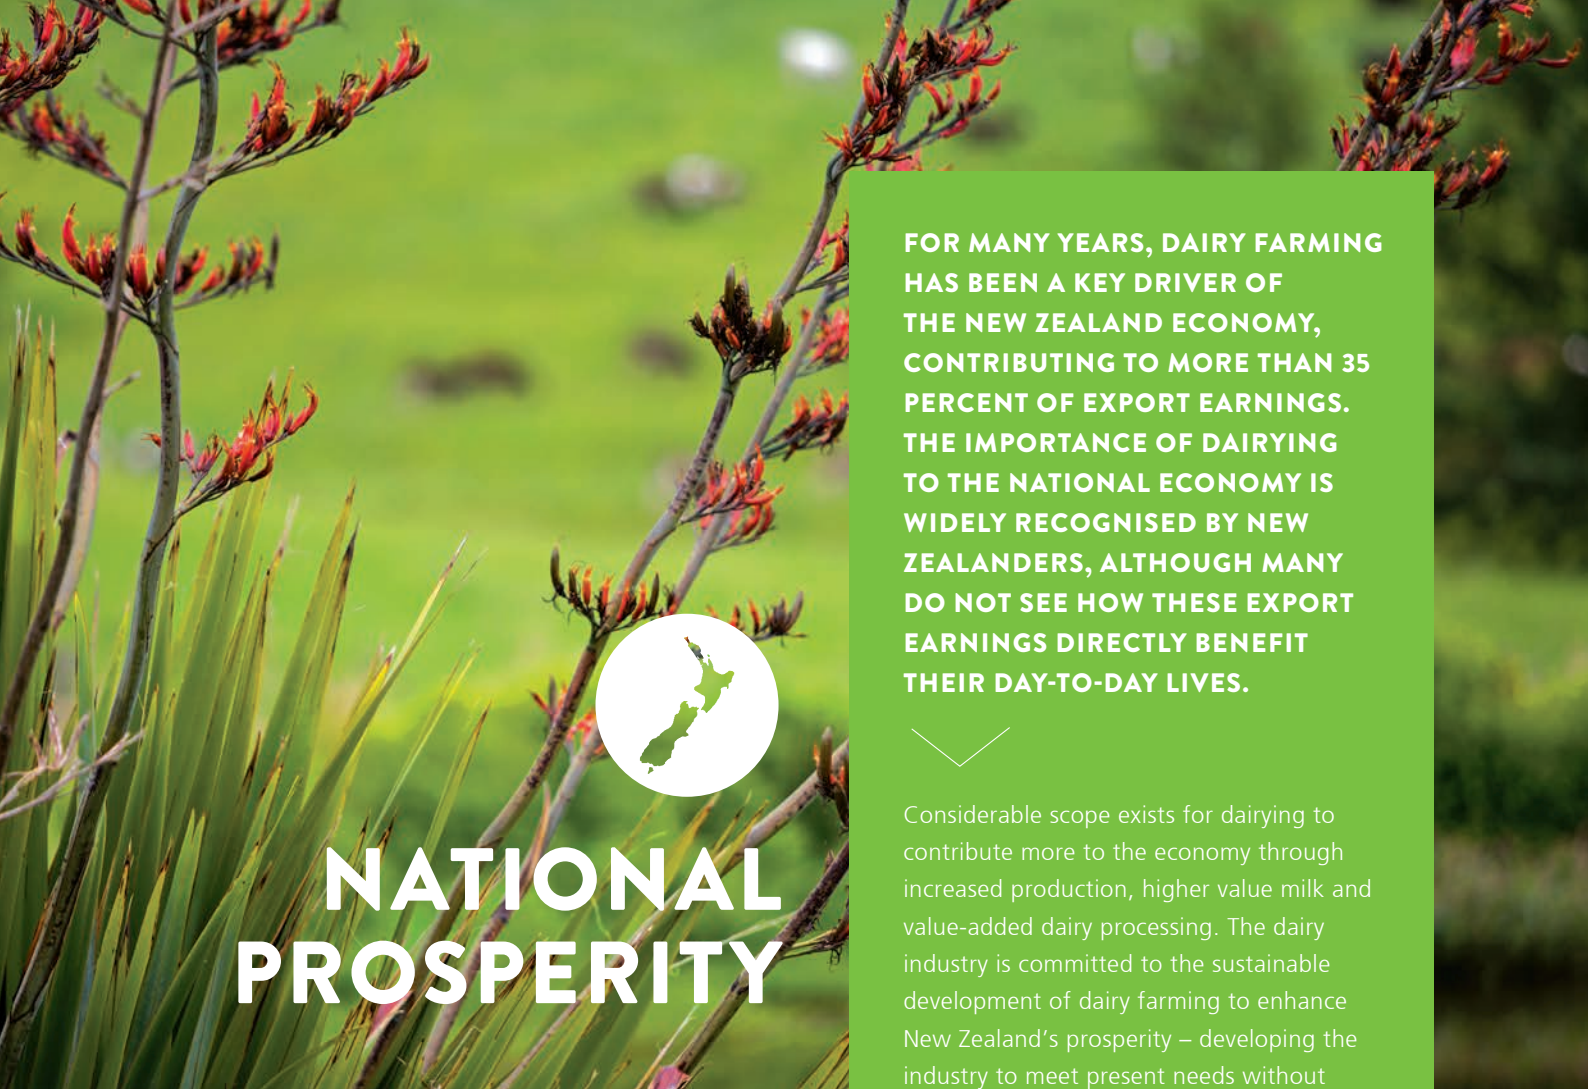 NATIONAL
PROSPERITY
FOR MANY YEARS, DAIRY FARMING
HAS BEEN A KEY DRIVER OF
THE NEW ZEALAND ECONOMY,
CONTRIBUTING TO MORE THAN 35
PERCENT OF EXPORT EARNINGS.
THE IMPORTANCE OF DAIRYING
TO THE NATIONAL ECONOMY IS
WIDELY RECOGNISED BY NEW
ZEALANDERS, ALTHOUGH MANY
DO NOT SEE HOW THESE EXPORT
EARNINGS DIRECTLY BENEFIT
THEIR DAY-TO-DAY LIVES.
Considerable scope exists for dairying to
contribute more to the economy through
increased production, higher value milk and
value-added dairy processing. The dairy
industry is committed to the sustainable
development of dairy farming to enhance
New Zealand’s prosperity – developing the
industry to meet present needs without